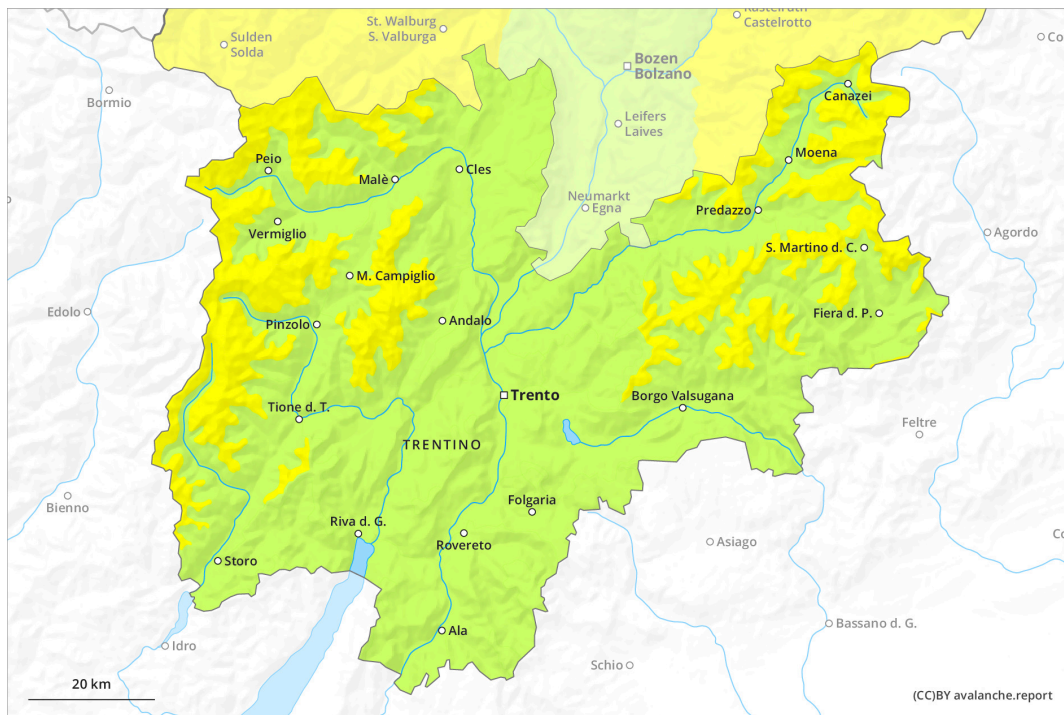 Kastelruth
Castelrotto
St. Walburg
S. Valburga
Sulden
Solda
Co
Bozen
Bolzano
Bormio
Canazei
Leifers
Laives
Moena
Peio
Malè
Cles
Neumarkt
Egna
Predazzo
Vermiglio
Agordo
S. Martino d. C.
M. Campiglio
Edolo
Pinzolo
Andalo
Fiera d. P.
Trento
Borgo Valsugana
Tione d. T.
Feltre
TRENTINO
Bienno
Folgaria
Riva d. G.
Rovereto
Asiago
Co
Storo
Bassano d. G.
Ala
Idro
Schio
20 km
(CC)BY avalanche.report